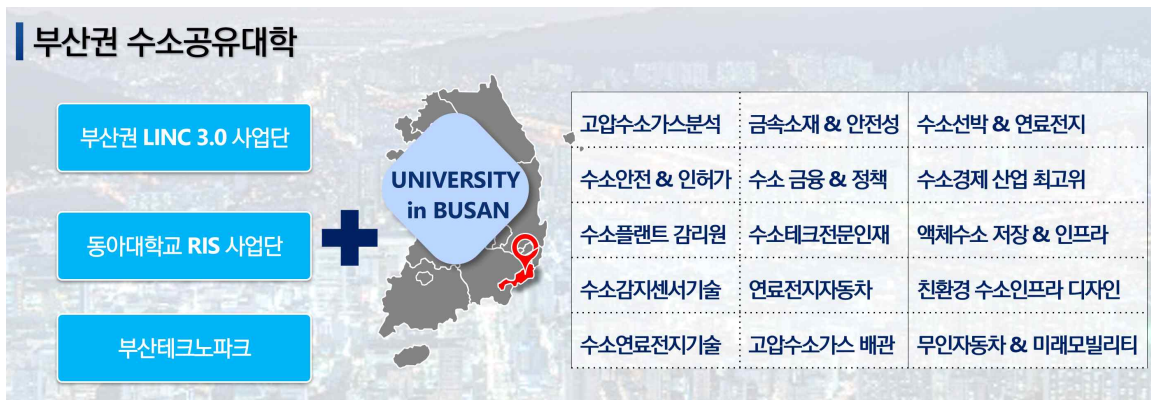 부산권 수소공유대학
부산권 LINC 3.0 사업단
동아대학교 RIS 사업단
부산테크노파크
UNIVERSITY
in BUSAN
고압수소가스분석 금속소재 & 안전성 수소선박 & 연료전지
수소안전 & 인허가 수소 금융 & 정책 수소경제 산업 최고위
수소플랜트 감리원 수소테크전문인재 액체수소 저장 & 인프라
수소감지센서기술 연료전지자동차 친환경 수소인프라 디자인
수소연료전지기술 고압수소가스 배관 무인자동차 & 미래모빌리티